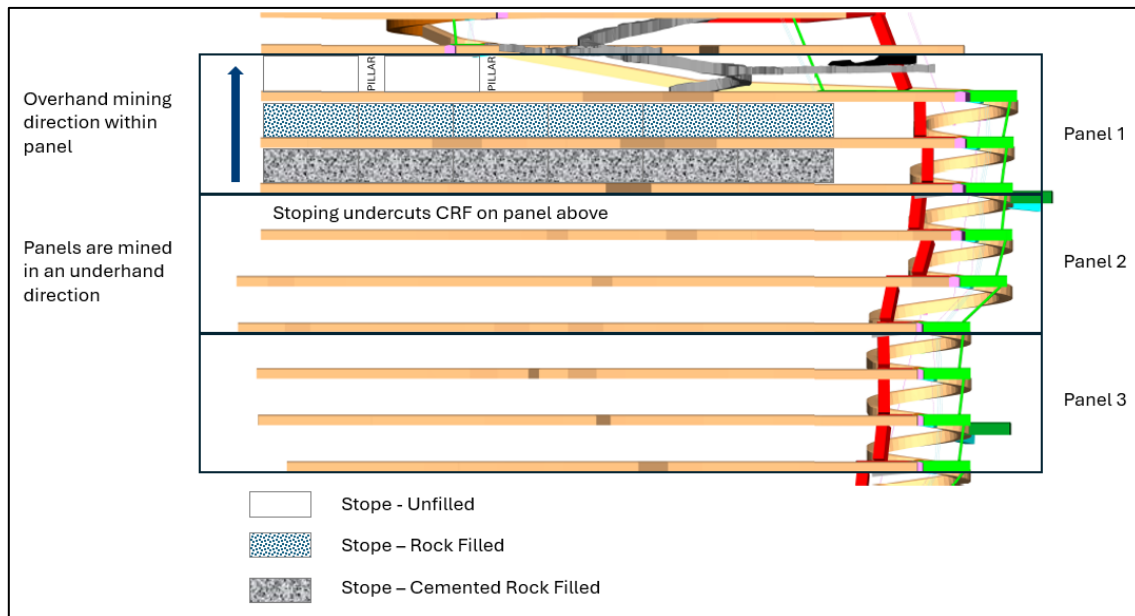 PILLAR
PILLAR
Overhand mining
direction within
panel
Panel 1
Stoping undercuts CRF on panel above
Panels are mined
in an underhand
direction
Panel 2
Panel 3
Stope - Unfilled
Stope – Rock Filled
Stope – Cemented Rock Filled